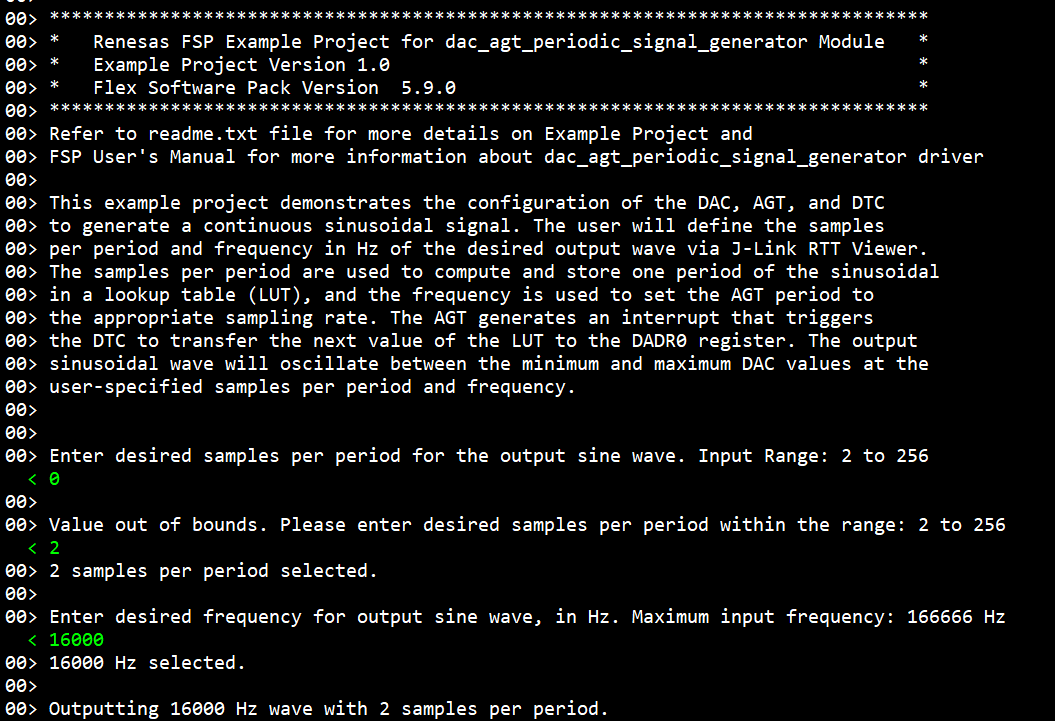 00>
00> ********************************************************************************
00> *   Renesas FSP Example Project for dac_agt_periodic_signal_generator Module   *
00> *   Example Project Version 1.0                                                *
00> *   Flex Software Pack Version  5.9.0                                          *
00> ********************************************************************************
00> Refer to readme.txt file for more details on Example Project and
00> FSP User's Manual for more information about dac_agt_periodic_signal_generator driver
00>
00> This example project demonstrates the configuration of the DAC, AGT, and DTC
00> to generate a continuous sinusoidal signal. The user will define the samples
00> per period and frequency in Hz of the desired output wave via J-Link RTT Viewer.
00> The samples per period are used to compute and store one period of the sinusoidal
00> in a lookup table (LUT), and the frequency is used to set the AGT period to
00> the appropriate sampling rate. The AGT generates an interrupt that triggers
00> the DTC to transfer the next value of the LUT to the DADR0 register. The output
00> sinusoidal wave will oscillate between the minimum and maximum DAC values at the
00> user-specified samples per period and frequency.
00>
00>
00> Enter desired samples per period for the output sine wave. Input Range: 2 to 256
< 0
00>
00> Value out of bounds. Please enter desired samples per period within the range: 2 to 256
< 2
00> 2 samples per period selected.
00>
00> Enter desired frequency for output sine wave, in Hz. Maximum input frequency: 166666 Hz
< 16000
00> 16000 Hz selected.
00>
00> Outputting 16000 Hz wave with 2 samples per period.